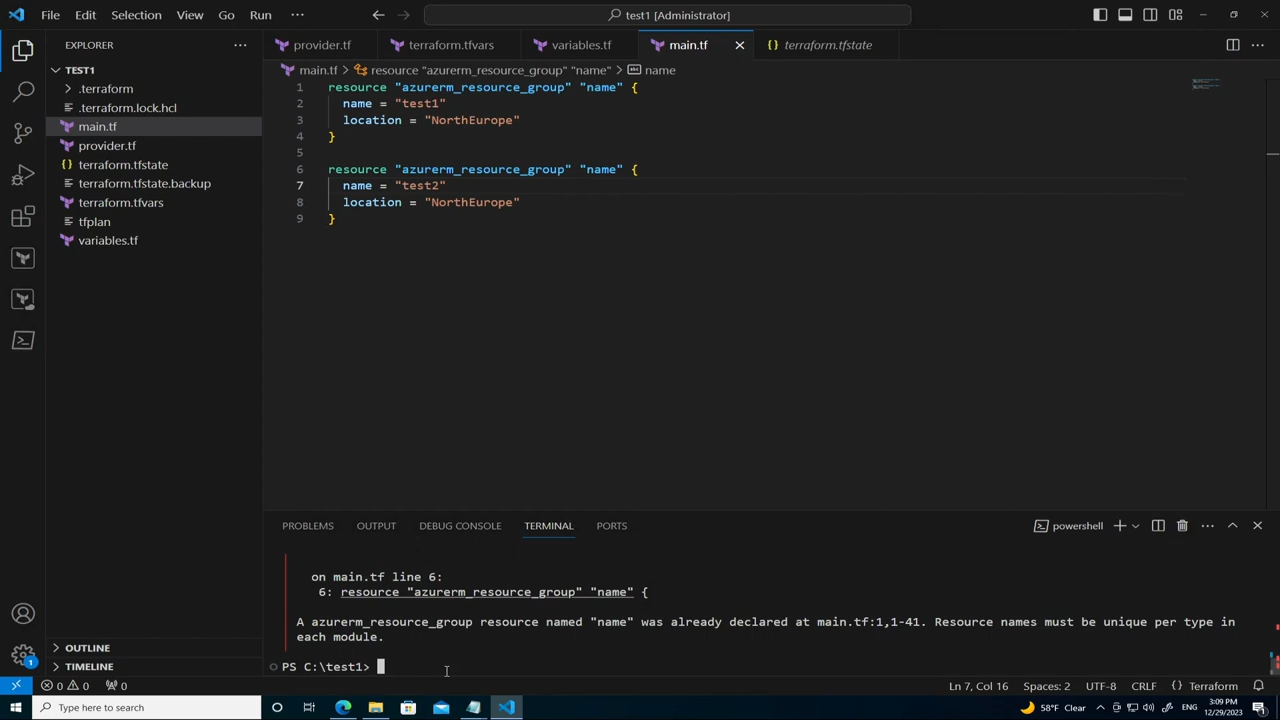 File Edit Selection View Go Run ···
test1 [Administrator]
EXPLORER
provider.tf
terraform.tfvars
variables.tf
main.tf
terraform.tfstate
TEST1
.terraform
.terraform.lock.hcl
main.tf
provider.tf
terraform.tfstate
terraform.tfstate.backup
terraform.tfvars
tfplan
variables.tf
main.tf > resource "azurerm_resource_group" "name" > name
1 resource "azurerm_resource_group" "name" {
2 name = "test1"
3 location = "NorthEurope"
4 }
5
6 resource "azurerm_resource_group" "name" {
7 name = "test2"
8 location = "NorthEurope"
9 }
PROBLEMS OUTPUT DEBUG CONSOLE TERMINAL PORTS
powershell
on main.tf line 6:
6: resource "azurerm_resource_group" "name" {
A azurerm_resource_group resource named "name" was already declared at main.tf:1,1-41. Resource names must be unique per type in
each module.
PS C:\test1>
OUTLINE
TIMELINE
1
0 0 0
Ln 7, Col 16 Spaces: 2 UTF-8 CRLF { } Terraform
Type here to search
58°F Clear
ENG
3:09 PM
12/29/2023
1